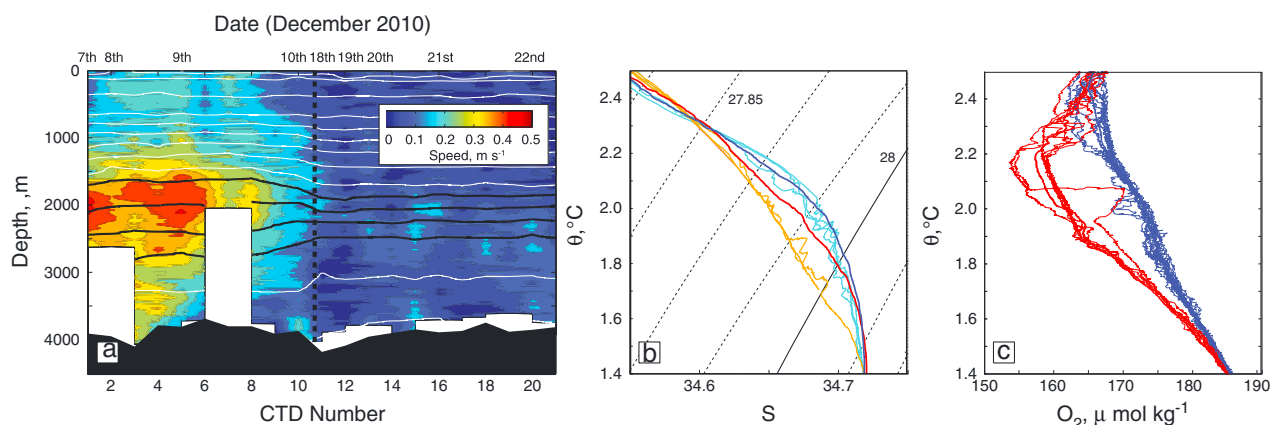 Date (December 2010)
7th 8th 9th 10th 18th 19th 20th 21st 22nd
0
1000
2000
3000
4000
Depth, ,m
0 0.1 0.2 0.3 0.4 0.5
Speed, m s-1
a
2 4 6 8 10 12 14 16 18 20
CTD Number
2.4
2.2
2.0
1.8
1.6
1.4
θ,°C
27.85
28
b
34.6 34.7
S
2.4
2.2
2.0
1.8
1.6
1.4
θ,°C
c
150 160 170 180 190
O2, μ mol kg-1